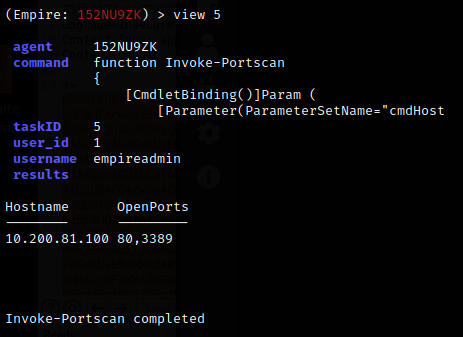 (Empire: 152NU9ZK) > view 5
agent 152NU9ZK
command function Invoke-Portscan
{
[CmdletBinding()]Param (
[Parameter(ParameterSetName="cmdHost
taskID 5
user_id 1
username empireadmin
results
Hostname OpenPorts
-------- ---------
10.200.81.100 80,3389
Invoke-Portscan completed